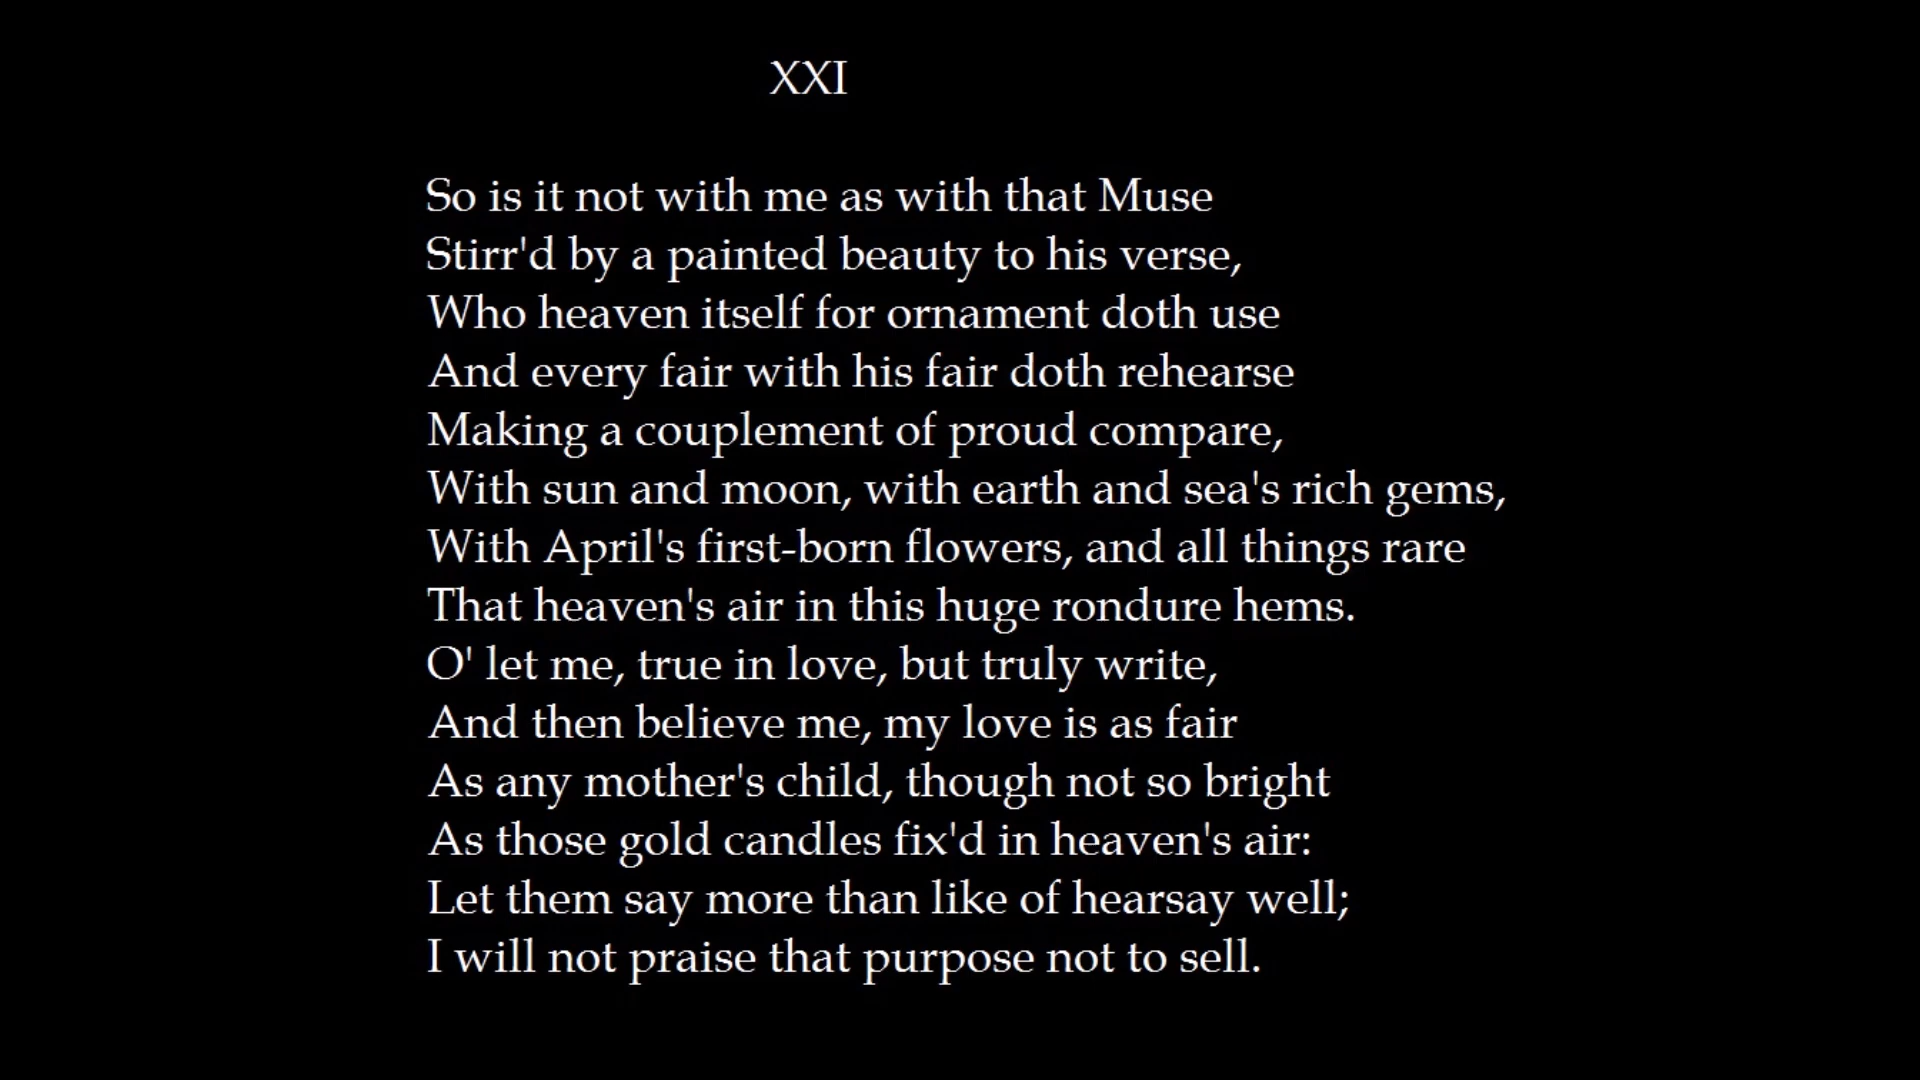 XXI
So is it not with me as with that Muse
Stirr'd by a painted beauty to his verse,
Who heaven itself for ornament doth use
And every fair with his fair doth rehearse
Making a couplement of proud compare,
With sun and moon, with earth and sea's rich gems,
With April's first-born flowers, and all things rare
That heaven's air in this huge rondure hems.
O' let me, true in love, but truly write,
And then believe me, my love is as fair
As any mother's child, though not so bright
As those gold candles fix'd in heaven's air:
Let them say more than like of hearsay well;
I will not praise that purpose not to sell.